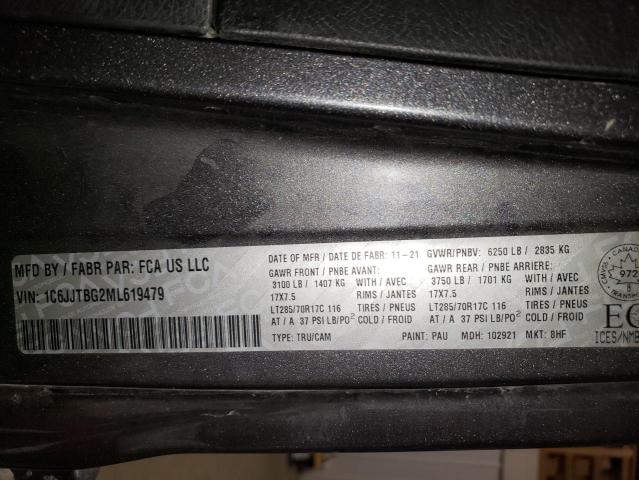 MFD BY / FABR PAR: FCA US LLC
VIN: 1C6JJTBG2ML619479
DATE OF MFR / DATE DE FABR: 11-21 GVWR/PNBV: 6250 LB / 2835 KG
GAWR FRONT / PNBE AVANT: GAWR REAR / PNBE ARRIERE:
3100 LB / 1407 KG WITH / AVEC 3750 LB / 1701 KG WITH / AVEC
17X7.5 RIMS / JANTES 17X7.5 RIMS / JANTES
LT285/70R17C 116 TIRES / PNEUS LT285/70R17C 116 TIRES / PNEUS
AT / A 37 PSI LB/PO² COLD / FROID AT / A 37 PSI LB/PO² COLD / FROID
TYPE: TRU/CAM PAINT: PAU MDH: 102921 MKT: 8HF
972
EC
ICES/NMB